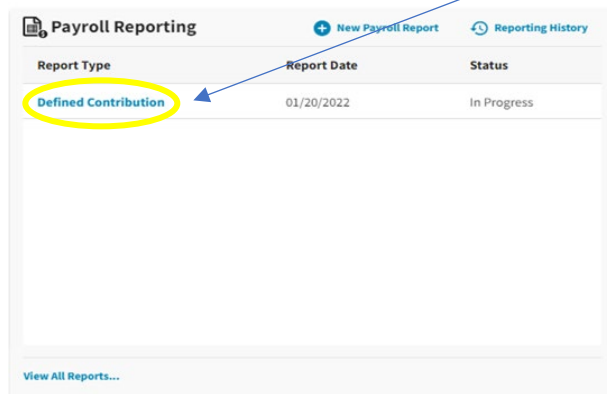 Payroll Reporting New Payroll Report Reporting History
Report Type Report Date Status
Defined Contribution 01/20/2022 In Progress
View All Reports...